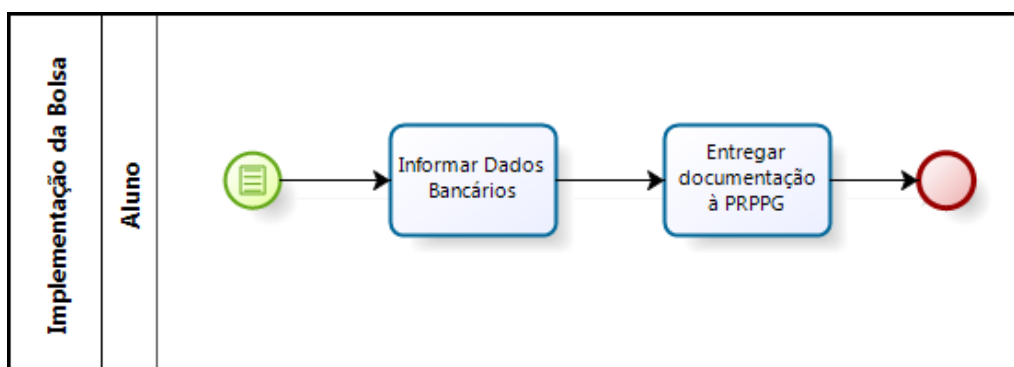 Implementação da Bolsa
Aluno
Informar Dados
Bancários
Entregar
documentação
à PRPPG